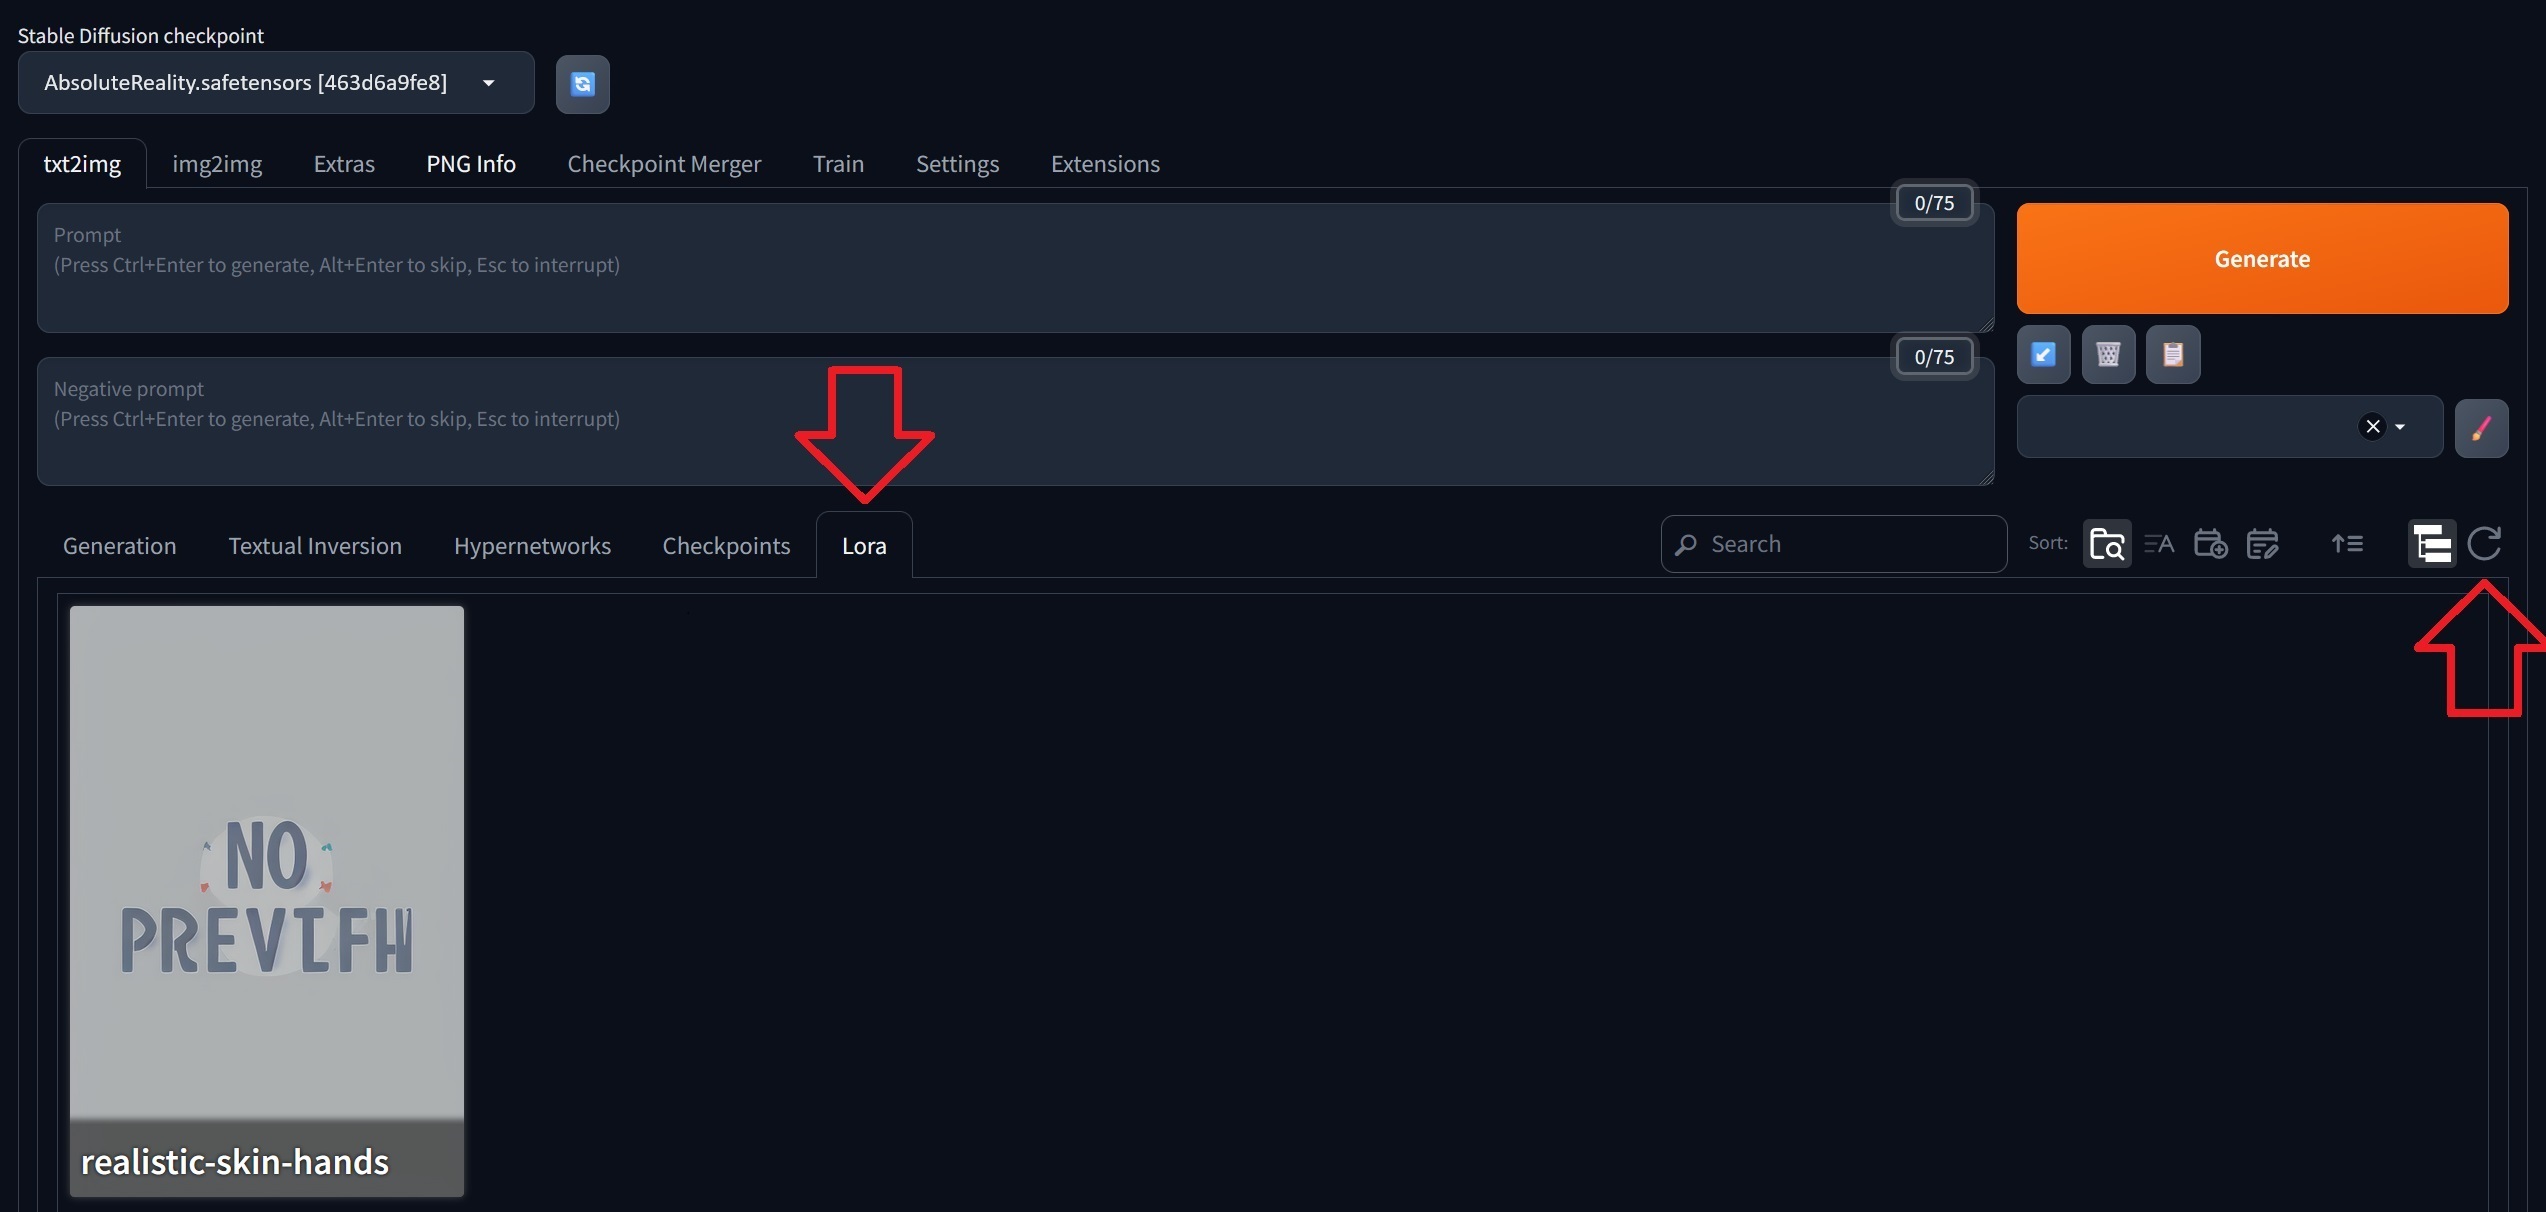 Stable Diffusion checkpoint
AbsoluteReality.safetensors [463d6a9fe8]
txt2img img2img Extras PNG Info Checkpoint Merger Train Settings Extensions
0/75
Prompt
(Press Ctrl+Enter to generate, Alt+Enter to skip, Esc to interrupt)
Generate
0/75
Negative prompt
(Press Ctrl+Enter to generate, Alt+Enter to skip, Esc to interrupt)
Generation Textual Inversion Hypernetworks Checkpoints Lora Search Sort:
NO
PREVIFW
realistic-skin-hands